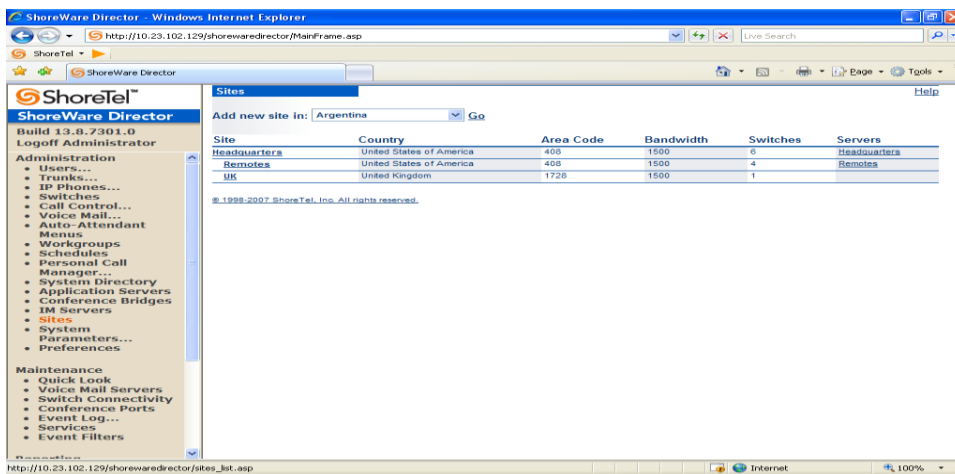 ShoreWare Director - Windows Internet Explorer
http://10.23.102.129/shorewaredirector/MainFrame.asp
Live Search
ShoreTel
ShoreWare Director
Page
Tools
ShoreTel™
ShoreWare Director
Build 13.8.7301.0
Logoff Administrator
Administration
• Users...
• Trunks...
• IP Phones...
• Switches
• Call Control...
• Voice Mail...
• Auto-Attendant
Menus
• Workgroups
• Schedules
• Personal Call
Manager...
• System Directory
• Application Servers
• Conference Bridges
• IM Servers
• Sites
• System
Parameters...
• Preferences
Maintenance
• Quick Look
• Voice Mail Servers
• Switch Connectivity
• Conference Ports
• Event Log...
• Services
• Event Filters
Sites
Help
Add new site in: Argentina Go
Site Country Area Code Bandwidth Switches Servers
Headquarters United States of America 408 1500 6 Headquarters
Remotes United States of America 408 1500 4 Remotes
UK United Kingdom 1728 1500 1
© 1998-2007 ShoreTel, Inc. All rights reserved.
http://10.23.102.129/shorewaredirector/sites_list.asp
Internet
100%